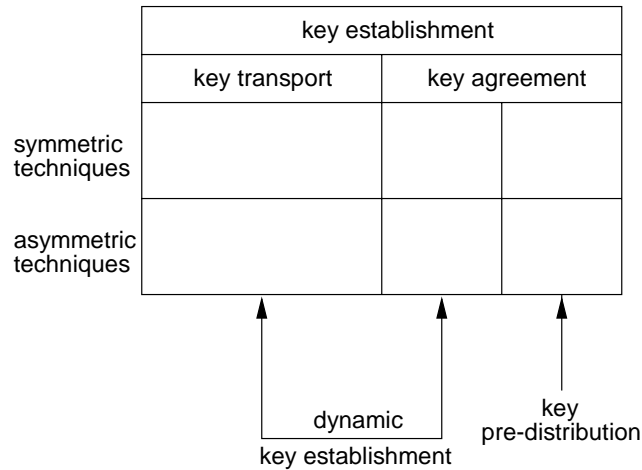 key establishment
key transport
key agreement
symmetric
techniques
asymmetric
techniques
dynamic
key establishment
key
pre-distribution